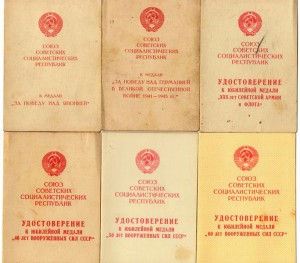 СОЮЗ
СОВЕТСКИХ
СОЦИАЛИСТИЧЕСКИХ
РЕСПУБЛИК
К МЕДАЛИ
„ЗА ПОБЕДУ НАД ЯПОНИЕЙ“
СОЮЗ
СОВЕТСКИХ
СОЦИАЛИСТИЧЕСКИХ
РЕСПУБЛИК
К МЕДАЛИ
„ЗА ПОБЕДУ НАД ГЕРМАНИЕЙ
В ВЕЛИКОЙ ОТЕЧЕСТВЕННОЙ
ВОЙНЕ 1941—1945 гг.“
СОЮЗ
СОВЕТСКИХ
СОЦИАЛИСТИЧЕСКИХ
РЕСПУБЛИК
УДОСТОВЕРЕНИЕ
К ЮБИЛЕЙНОЙ МЕДАЛИ
„XXX лет СОВЕТСКОЙ АРМИИ
и ФЛОТА“
СОЮЗ
СОВЕТСКИХ
СОЦИАЛИСТИЧЕСКИХ
РЕСПУБЛИК
УДОСТОВЕРЕНИЕ
К ЮБИЛЕЙНОЙ МЕДАЛИ
ЛЕТ ВООРУЖЕННЫХ СИЛ СССР“
СОЮЗ
СОВЕТСКИХ
СОЦИАЛИСТИЧЕСКИХ
РЕСПУБЛИК
УДОСТОВЕРЕНИЕ
К ЮБИЛЕЙНОЙ МЕДАЛИ
ЛЕТ ВООРУЖЕННЫХ СИЛ СССР“
СОЮЗ
СОВЕТСКИХ
СОЦИАЛИСТИЧЕСКИХ
РЕСПУБЛИК
УДОСТОВЕРЕНИЕ
К ЮБИЛЕЙНОЙ МЕДАЛИ
ЛЕТ ВООРУЖЕННЫХ СИЛ СССР“